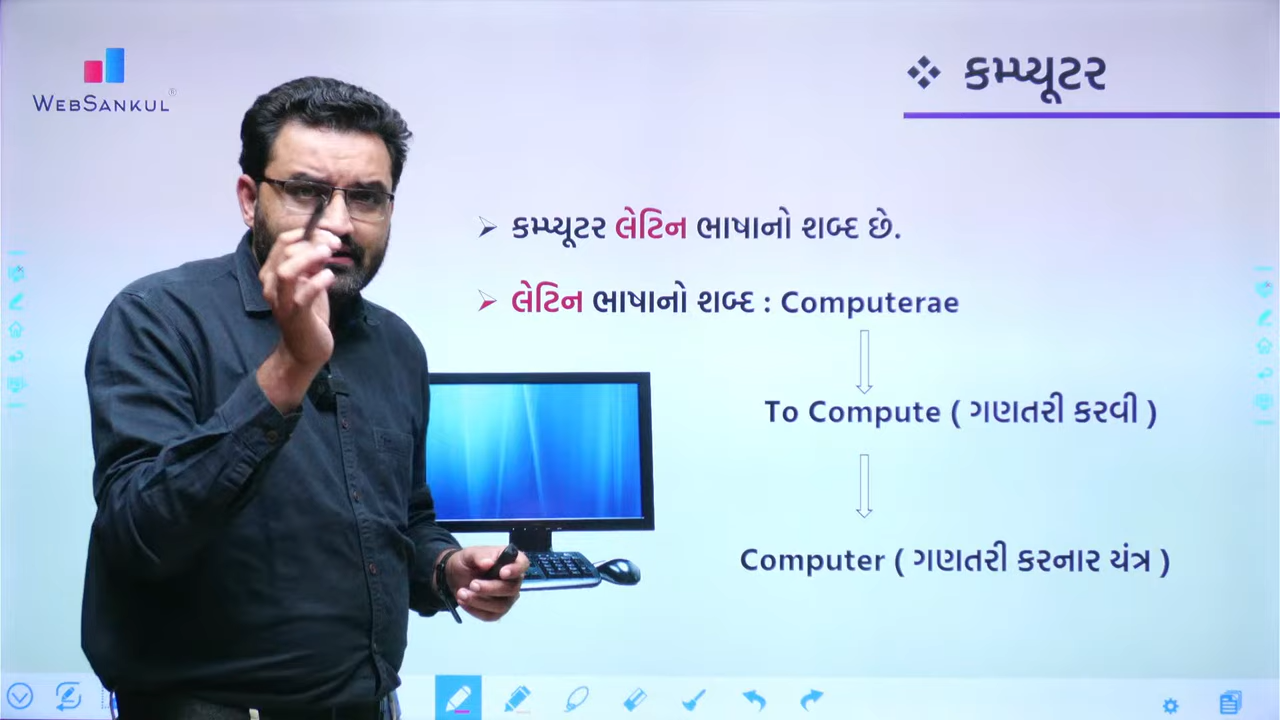 WEBSANKUL®
❖ કમ્પ્યૂટર
➢ કમ્પ્યૂટર લેટિન ભાષાનો શબ્દ છે.
➢ લેટિન ભાષાનો શબ્દ : Computerae
To Compute ( ગણતરી કરવી )
Computer ( ગણતરી કરનાર યંત્ર )